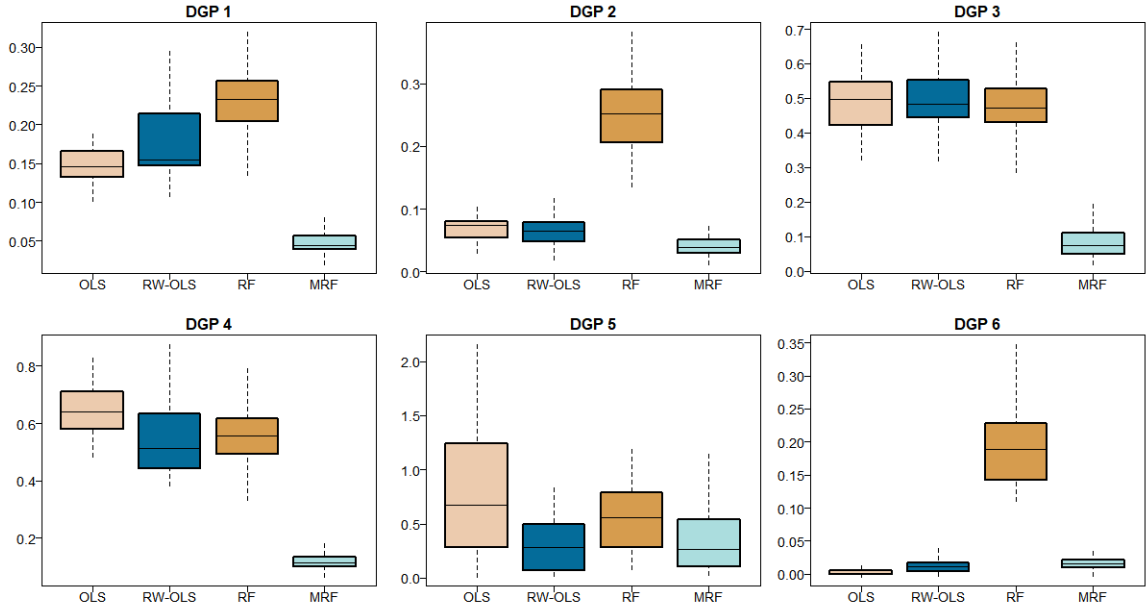 DGP 1
0.30
0.25
0.20
0.15
0.10
0.05
OLS RW-OLS RF MRF
DGP 2
0.3
0.2
0.1
0.0
OLS RW-OLS RF MRF
DGP 3
0.7
0.6
0.5
0.4
0.3
0.2
0.1
0.0
OLS RW-OLS RF MRF
DGP 4
0.8
0.6
0.4
0.2
OLS RW-OLS RF MRF
DGP 5
2.0
1.5
1.0
0.5
0.0
OLS RW-OLS RF MRF
DGP 6
0.35
0.30
0.25
0.20
0.15
0.10
0.05
0.00
OLS RW-OLS RF MRF